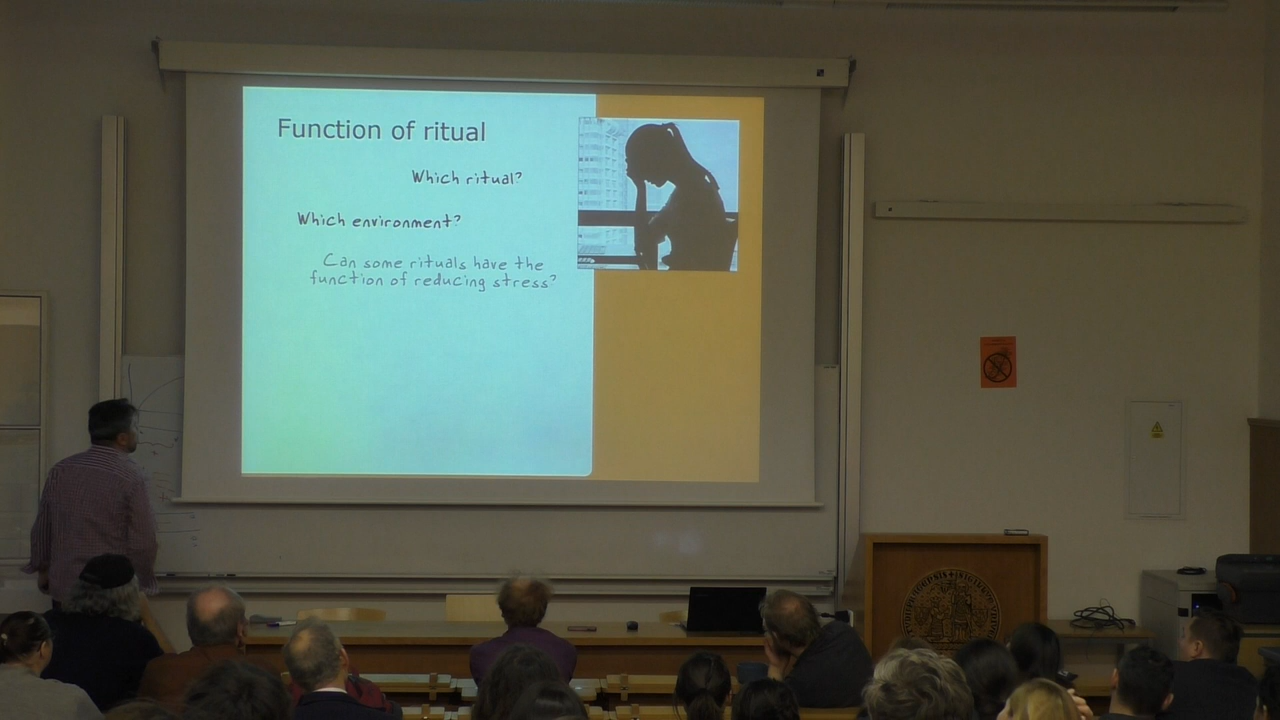 Function of ritual
Which ritual?
Which environment?
Can some rituals have the
function of reducing stress?